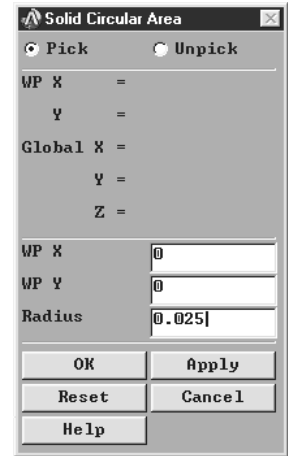 Solid Circular Area
Pick Unpick
WP X =
Y =
Global X =
Y =
Z =
WP X 0
WP Y 0
Radius 0.025
OK Apply
Reset Cancel
Help